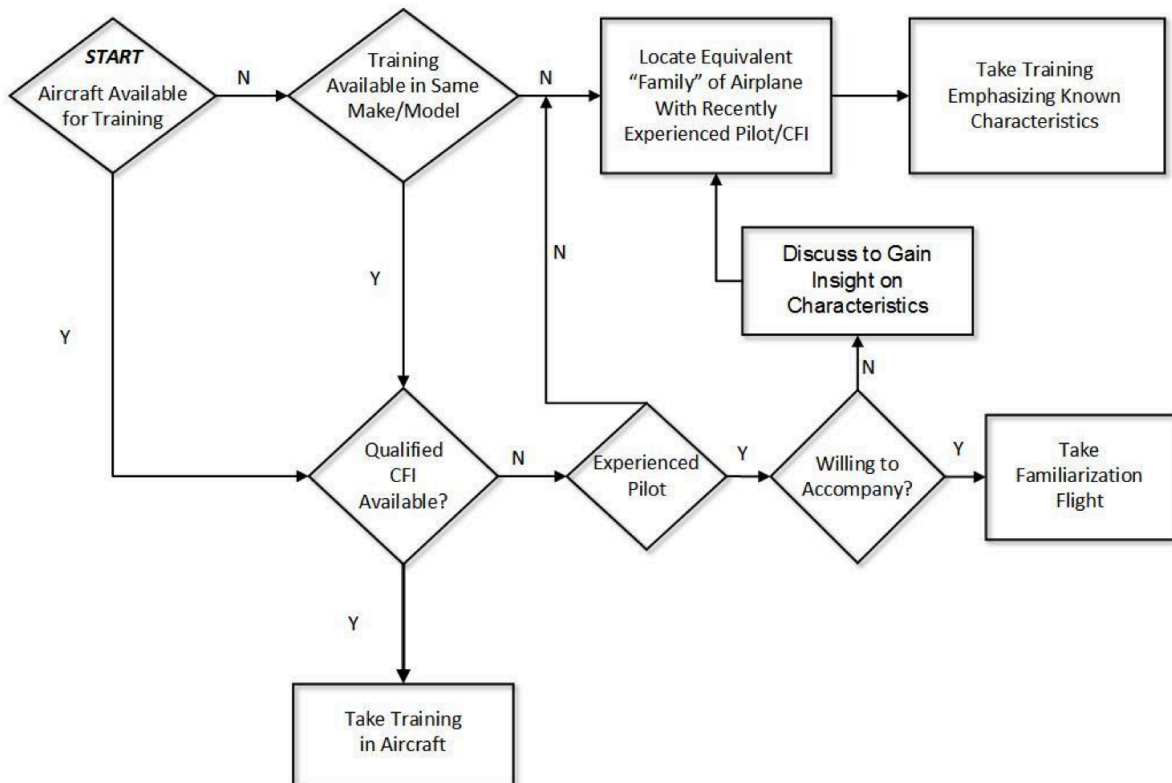 START
Aircraft Available
for Training
N
Training
Available in Same
Make/Model
N
Locate Equivalent
“Family” of Airplane
With Recently
Experienced Pilot/CFI
Take Training
Emphasizing Known
Characteristics
Y
Y
N
Discuss to Gain
Insight on
Characteristics
N
Qualified
CFI
Available?
N
Experienced
Pilot
Y
Willing to
Accompany?
Y
Take
Familiarization
Flight
Y
Take Training
in Aircraft